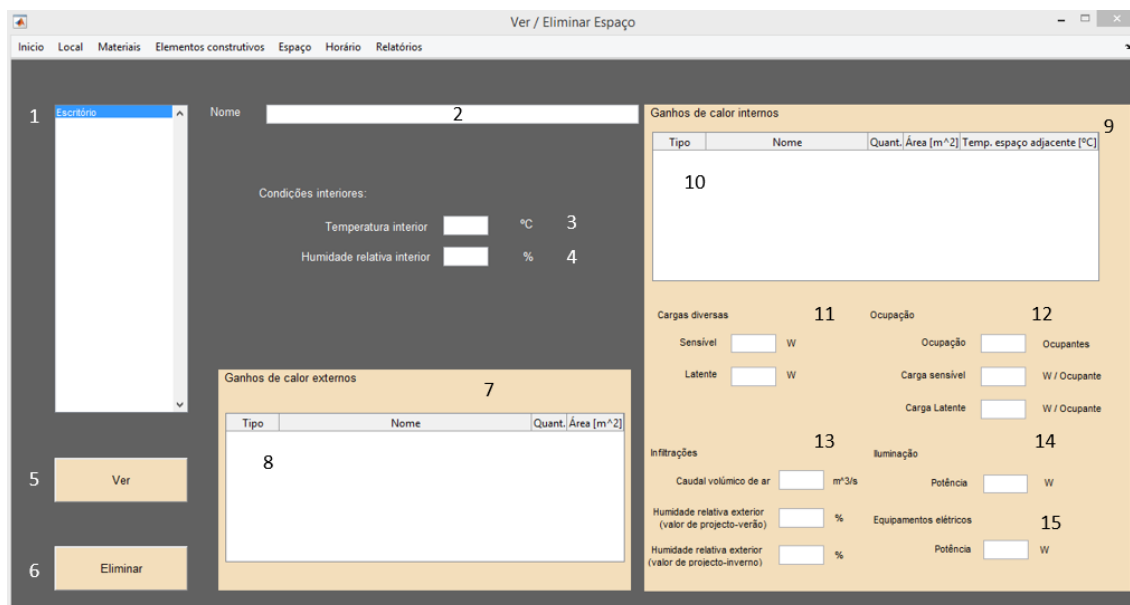 Ver / Eliminar Espaço
Inicio Local Materiais Elementos construtivos Espaço Horário Relatórios
1
Escritório
Nome
2
Condições interiores:
Temperatura interior ºC 3
Humidade relativa interior % 4
5
Ver
6
Eliminar
Ganhos de calor externos
7
Tipo Nome Quant. Área [m^2]
8
Ganhos de calor internos
9
Tipo Nome Quant. Área [m^2] Temp. espaço adjacente [ºC]
10
Cargas diversas 11
Sensível W
Latente W
Ocupação 12
Ocupação Ocupantes
Carga sensível W / Ocupante
Carga Latente W / Ocupante
Infiltrações 13
Caudal volúmico de ar m^3/s
Humidade relativa exterior
(valor de projecto-verão) %
Humidade relativa exterior
(valor de projecto-inverno) %
Iluminação 14
Potência W
Equipamentos elétricos 15
Potência W